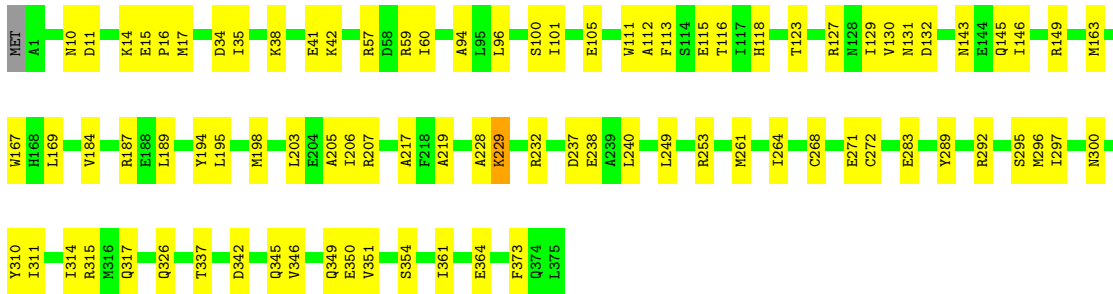 MET A1 N10 D11 K14 E15 P16 M17 D34 I35 K38 E41 K42 R57 D58 R59 I60 A94 L95 L96 S100 I101 E105 W111 A112 F113 S114 E115 T116 I117 H118 T123 R127 N128 I129 V130 N131 D132 N143 E144 Q145 I146 R149 M163
W167 H168 L169 V184 R187 E188 L189 Y194 L195 M198 L203 E204 A205 I206 R207 A217 F218 A219 A228 K229 R232 D237 E238 A239 L240 L249 R253 M261 I264 C268 E271 C272 E283 Y289 R292 S295 M296 I297 N300
Y310 I311 I314 R315 M316 Q317 Q326 T337 D342 Q345 V346 Q349 E350 V351 S354 I361 E364 F373 Q374 L375